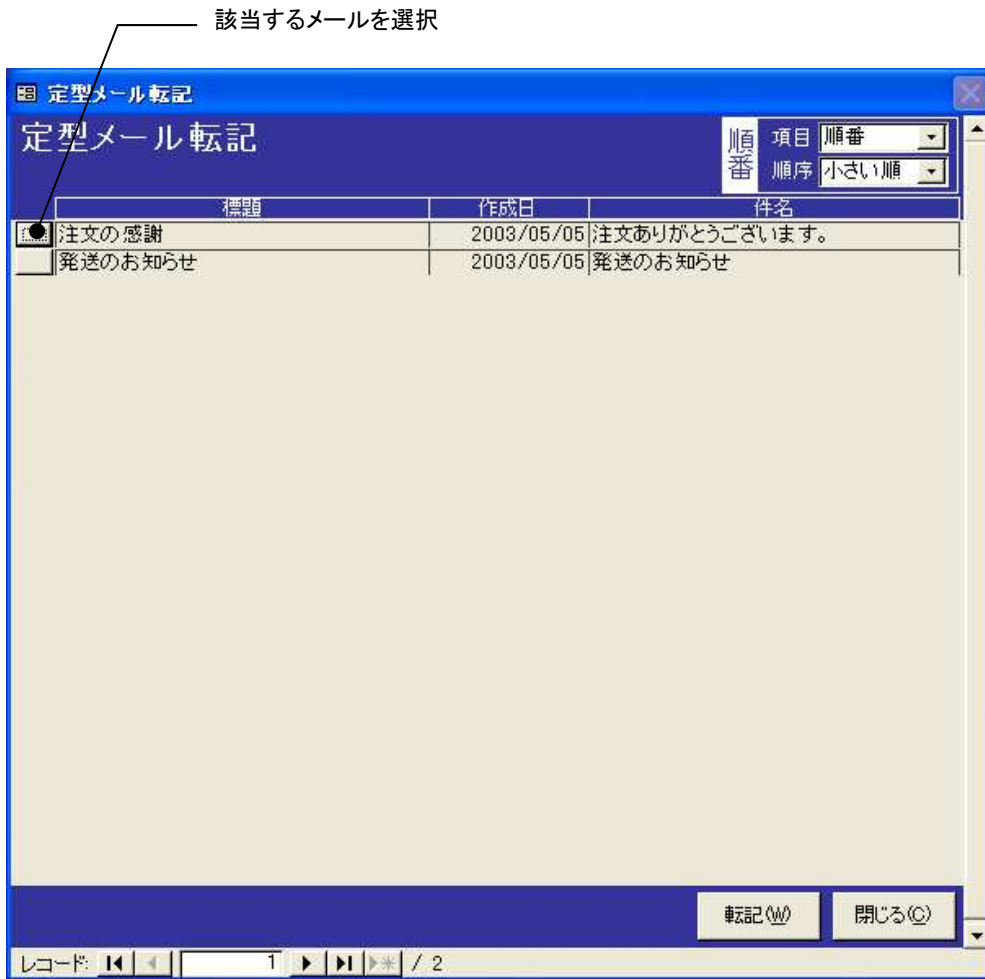 該当するメールを選択
定型メール転記
定型メール転記
順番
項目 順番
順序 小さい順
標題 作成日 件名
注文の感謝 2003/05/05 注文ありがとうございます。
発送のお知らせ 2003/05/05 発送のお知らせ
転記(W) 閉じる(C)
レコード: 1 / 2